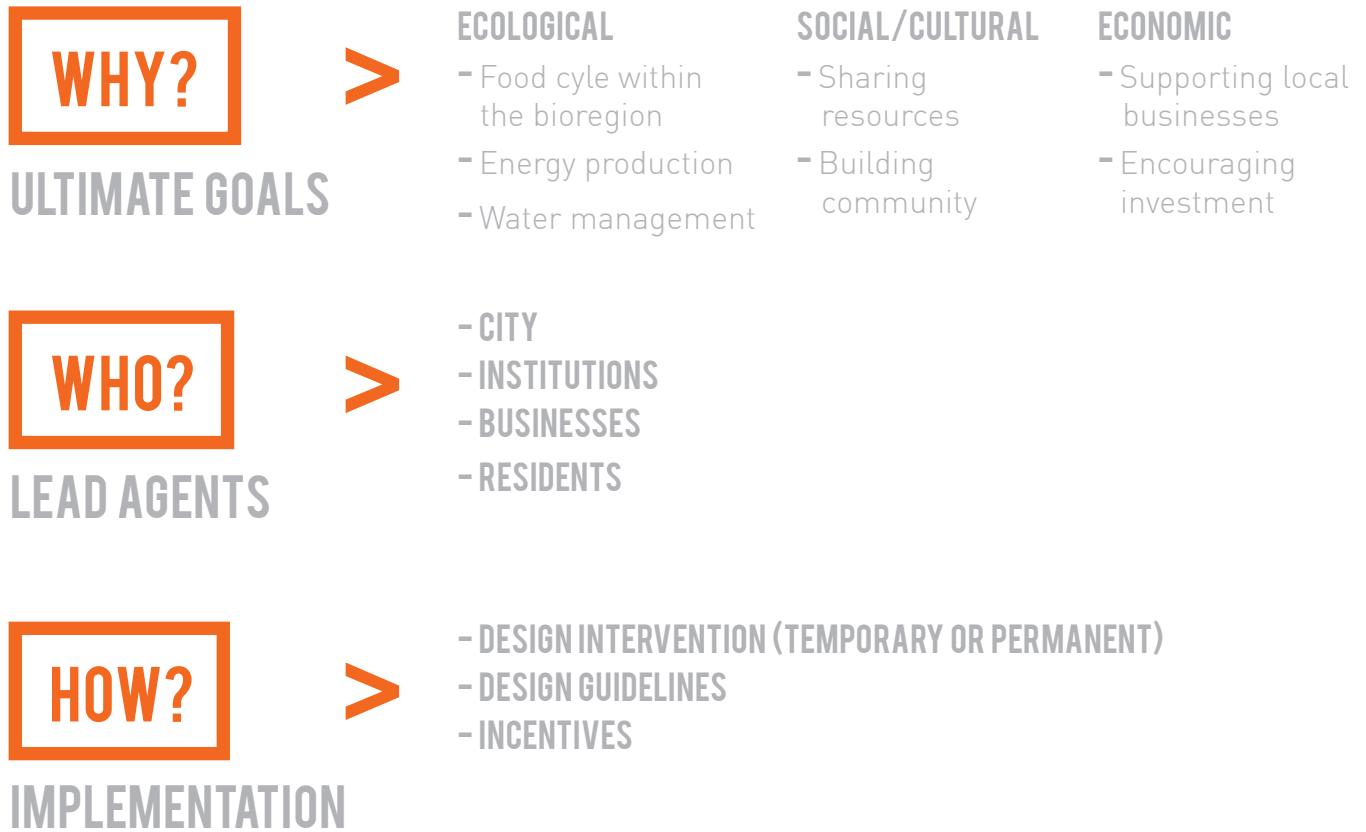 WHY?
>
ULTIMATE GOALS
ECOLOGICAL
- Food cyle within
the bioregion
- Energy production
- Water management
SOCIAL/CULTURAL
- Sharing
resources
- Building
community
ECONOMIC
- Supporting local
businesses
- Encouraging
investment
WHO?
>
LEAD AGENTS
- CITY
- INSTITUTIONS
- BUSINESSES
- RESIDENTS
HOW?
>
IMPLEMENTATION
- DESIGN INTERVENTION (TEMPORARY OR PERMANENT)
- DESIGN GUIDELINES
- INCENTIVES